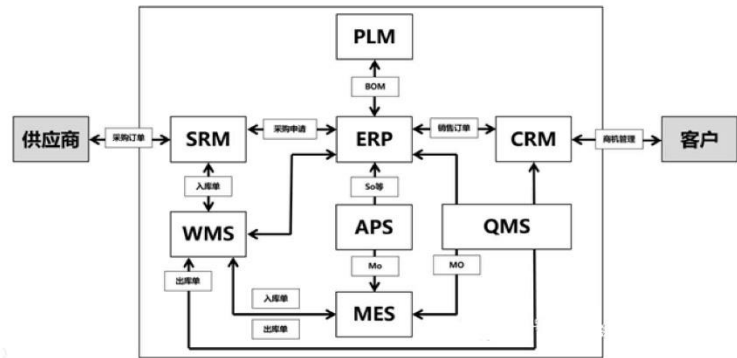 PLM
BOM
供应商
采购订单
SRM
采购申请
ERP
销售订单
CRM
商机管理
客户
入库单
So等
WMS
APS
QMS
出库单
Mo
MO
入库单
出库单
MES